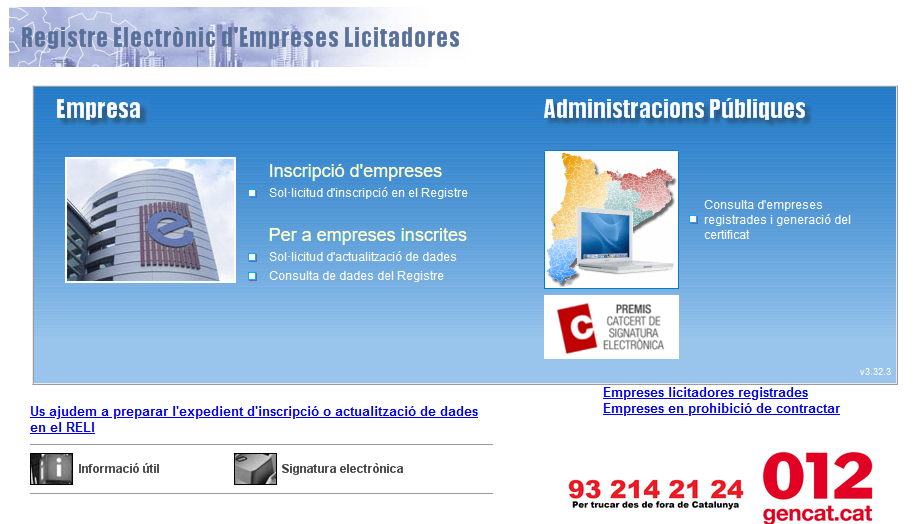 Registre Electrònic d'Empreses Licitadores
Empresa
Inscripció d'empreses
Sol·licitud d'inscripció en el Registre
Per a empreses inscrites
Sol·licitud d'actualització de dades
Consulta de dades del Registre
Administracions Públiques
Consulta d'empreses
registrades i generació del
certificat
PREMIS
CATCERT DE
SIGNATURA
ELECTRÒNICA
v3.32.3
Us ajudem a preparar l'expedient d'inscripció o actualització de dades
en el RELI
Empreses licitadores registrades
Empreses en prohibició de contractar
Informació útil
Signatura electrònica
93 214 21 24
Per trucar des de fora de Catalunya
012
gencat.cat